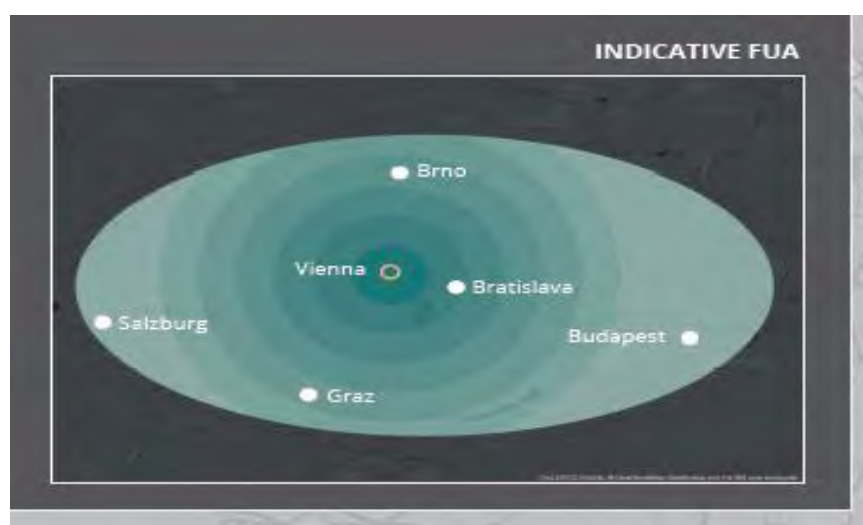 INDICATIVE FUA
Brno
Vienna
Bratislava
Salzburg
Budapest
Graz